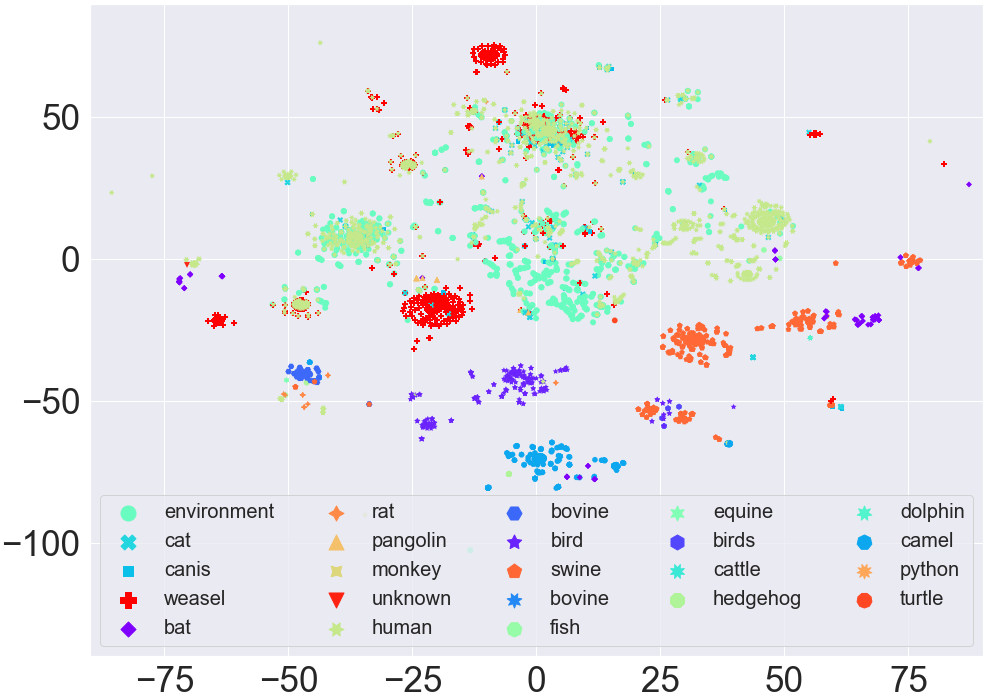 50
0
−50
−100
environment rat bovine equine dolphin
cat pangolin bird birds camel
canis monkey swine cattle python
weasel unknown bovine hedgehog turtle
bat human fish
−75 −50 −25 0 25 50 75